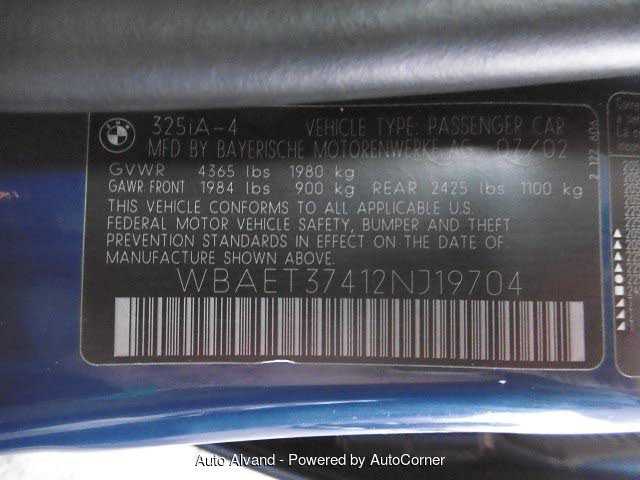 BMW
325iA-4 VEHICLE TYPE: PASSENGER CAR
MFD BY BAYERISCHE MOTORENWERKE AG 07/02
GVWR 4365 lbs 1980 kg
GAWR FRONT 1984 lbs 900 kg REAR 2425 lbs 1100 kg
THIS VEHICLE CONFORMS TO ALL APPLICABLE U.S.
FEDERAL MOTOR VEHICLE SAFETY, BUMPER AND THEFT
PREVENTION STANDARDS IN EFFECT ON THE DATE OF
MANUFACTURE SHOWN ABOVE.
WBAET37412NJ19704
Auto Alvand - Powered by AutoCorner